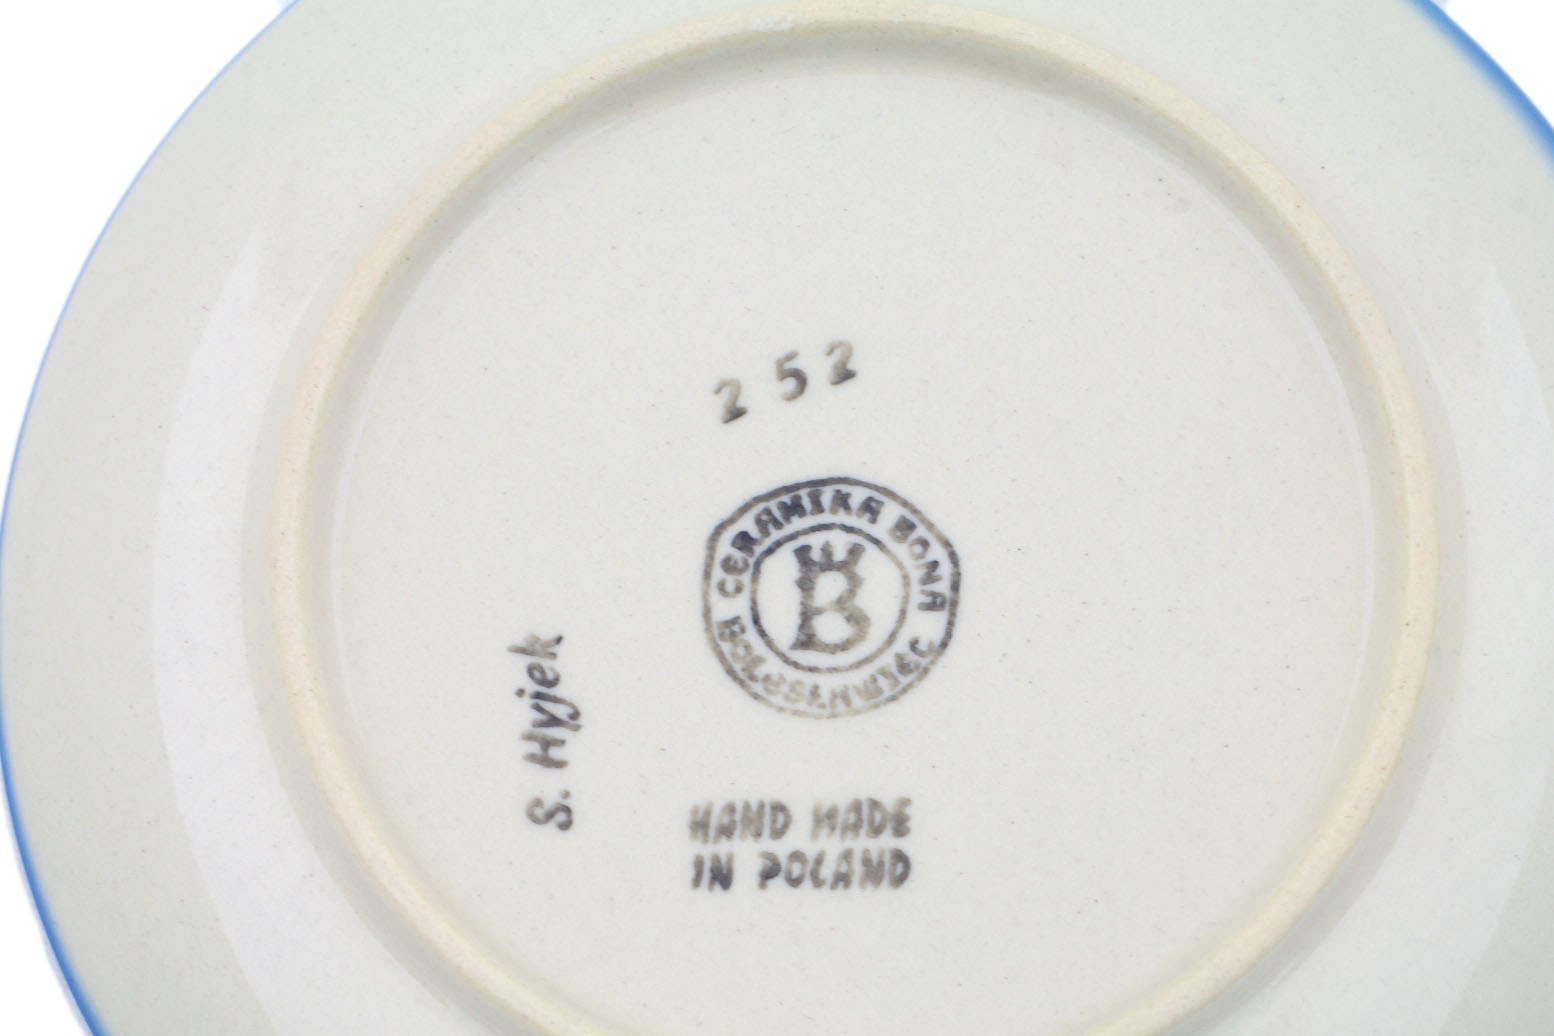 252
CERAMIKA BONA
BOLESŁAWIEC
B
S. Hyjek
HAND MADE
IN POLAND